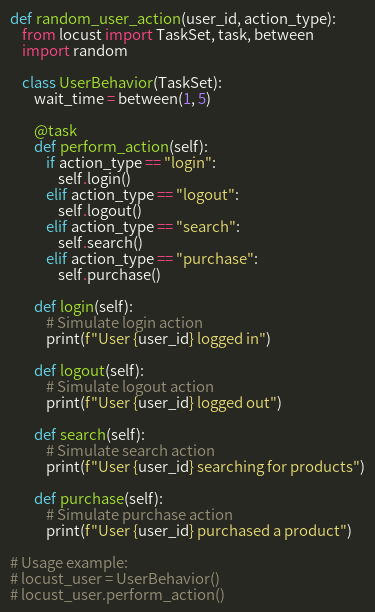 def random_user_action(user_id, action_type):
    from locust import TaskSet, task, between
    import random

    class UserBehavior(TaskSet):
        wait_time = between(1, 5)

        @task
        def perform_action(self):
            if action_type == "login":
                self.login()
            elif action_type == "logout":
                self.logout()
            elif action_type == "search":
                self.search()
            elif action_type == "purchase":
                self.purchase()

        def login(self):
            # Simulate login action
            print(f"User {user_id} logged in")

        def logout(self):
            # Simulate logout action
            print(f"User {user_id} logged out")

        def search(self):
            # Simulate search action
            print(f"User {user_id} searching for products")

        def purchase(self):
            # Simulate purchase action
            print(f"User {user_id} purchased a product")

# Usage example:
# locust_user = UserBehavior()
# locust_user.perform_action()